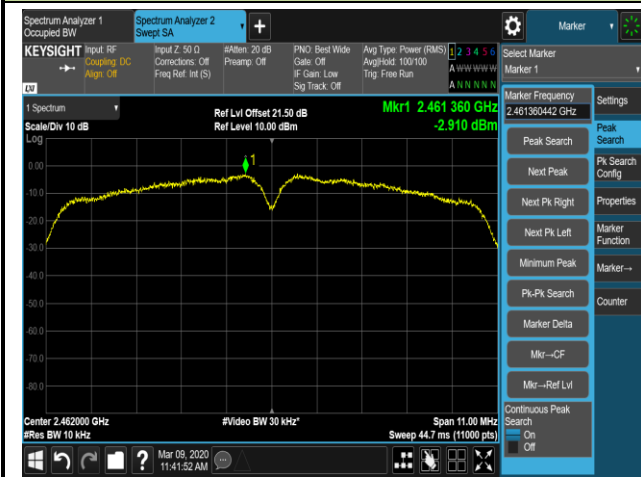 Spectrum Analyzer 1
Occupied BW
Spectrum Analyzer 2
Swept SA
+
Marker
KEYSIGHT
Input: RF
Coupling: DC
Align: Off
Input Z: 50 Ω
Corrections: Off
Freq Ref: Int (S)
#Atten: 20 dB
Preamp: Off
PNO: Best Wide
Gate: Off
IF Gain: Low
Sig Track: Off
Avg Type: Power (RMS)
Avg|Hold: 100/100
Trig: Free Run
1 2 3 4 5 6
A W W W W W
A N N N N N
LXI
Select Marker
Marker 1
1 Spectrum
Scale/Div 10 dB
Log
Ref Lvl Offset 21.50 dB
Ref Level 10.00 dBm
Mkr1 2.461 360 GHz
-2.910 dBm
1
0.00
-10.0
-20.0
-30.0
-40.0
-50.0
-60.0
-70.0
-80.0
Center 2.462000 GHz
#Res BW 10 kHz
#Video BW 30 kHz*
Span 11.00 MHz
Sweep 44.7 ms (11000 pts)
Marker Frequency
2.461360442 GHz
Peak Search
Next Peak
Next Pk Right
Next Pk Left
Minimum Peak
Pk-Pk Search
Marker Delta
Mkr→CF
Mkr→Ref Lvl
Continuous Peak
Search
On
Off
Settings
Peak
Search
Pk Search
Config
Properties
Marker
Function
Marker→
Counter
?
Mar 09, 2020
11:41:52 AM